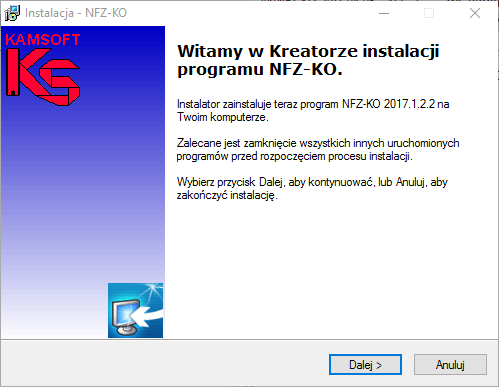 Instalacja - NFZ-KO
KAMSOFT
KS
Witamy w Kreatorze instalacji
programu NFZ-KO.
Instalator zainstaluje teraz program NFZ-KO 2017.1.2.2 na
Twoim komputerze.
Zalecane jest zamknięcie wszystkich innych uruchomionych
programów przed rozpoczęciem procesu instalacji.
Wybierz przycisk Dalej, aby kontynuować, lub Anuluj, aby
zakończyć instalację.
Dalej >
Anuluj